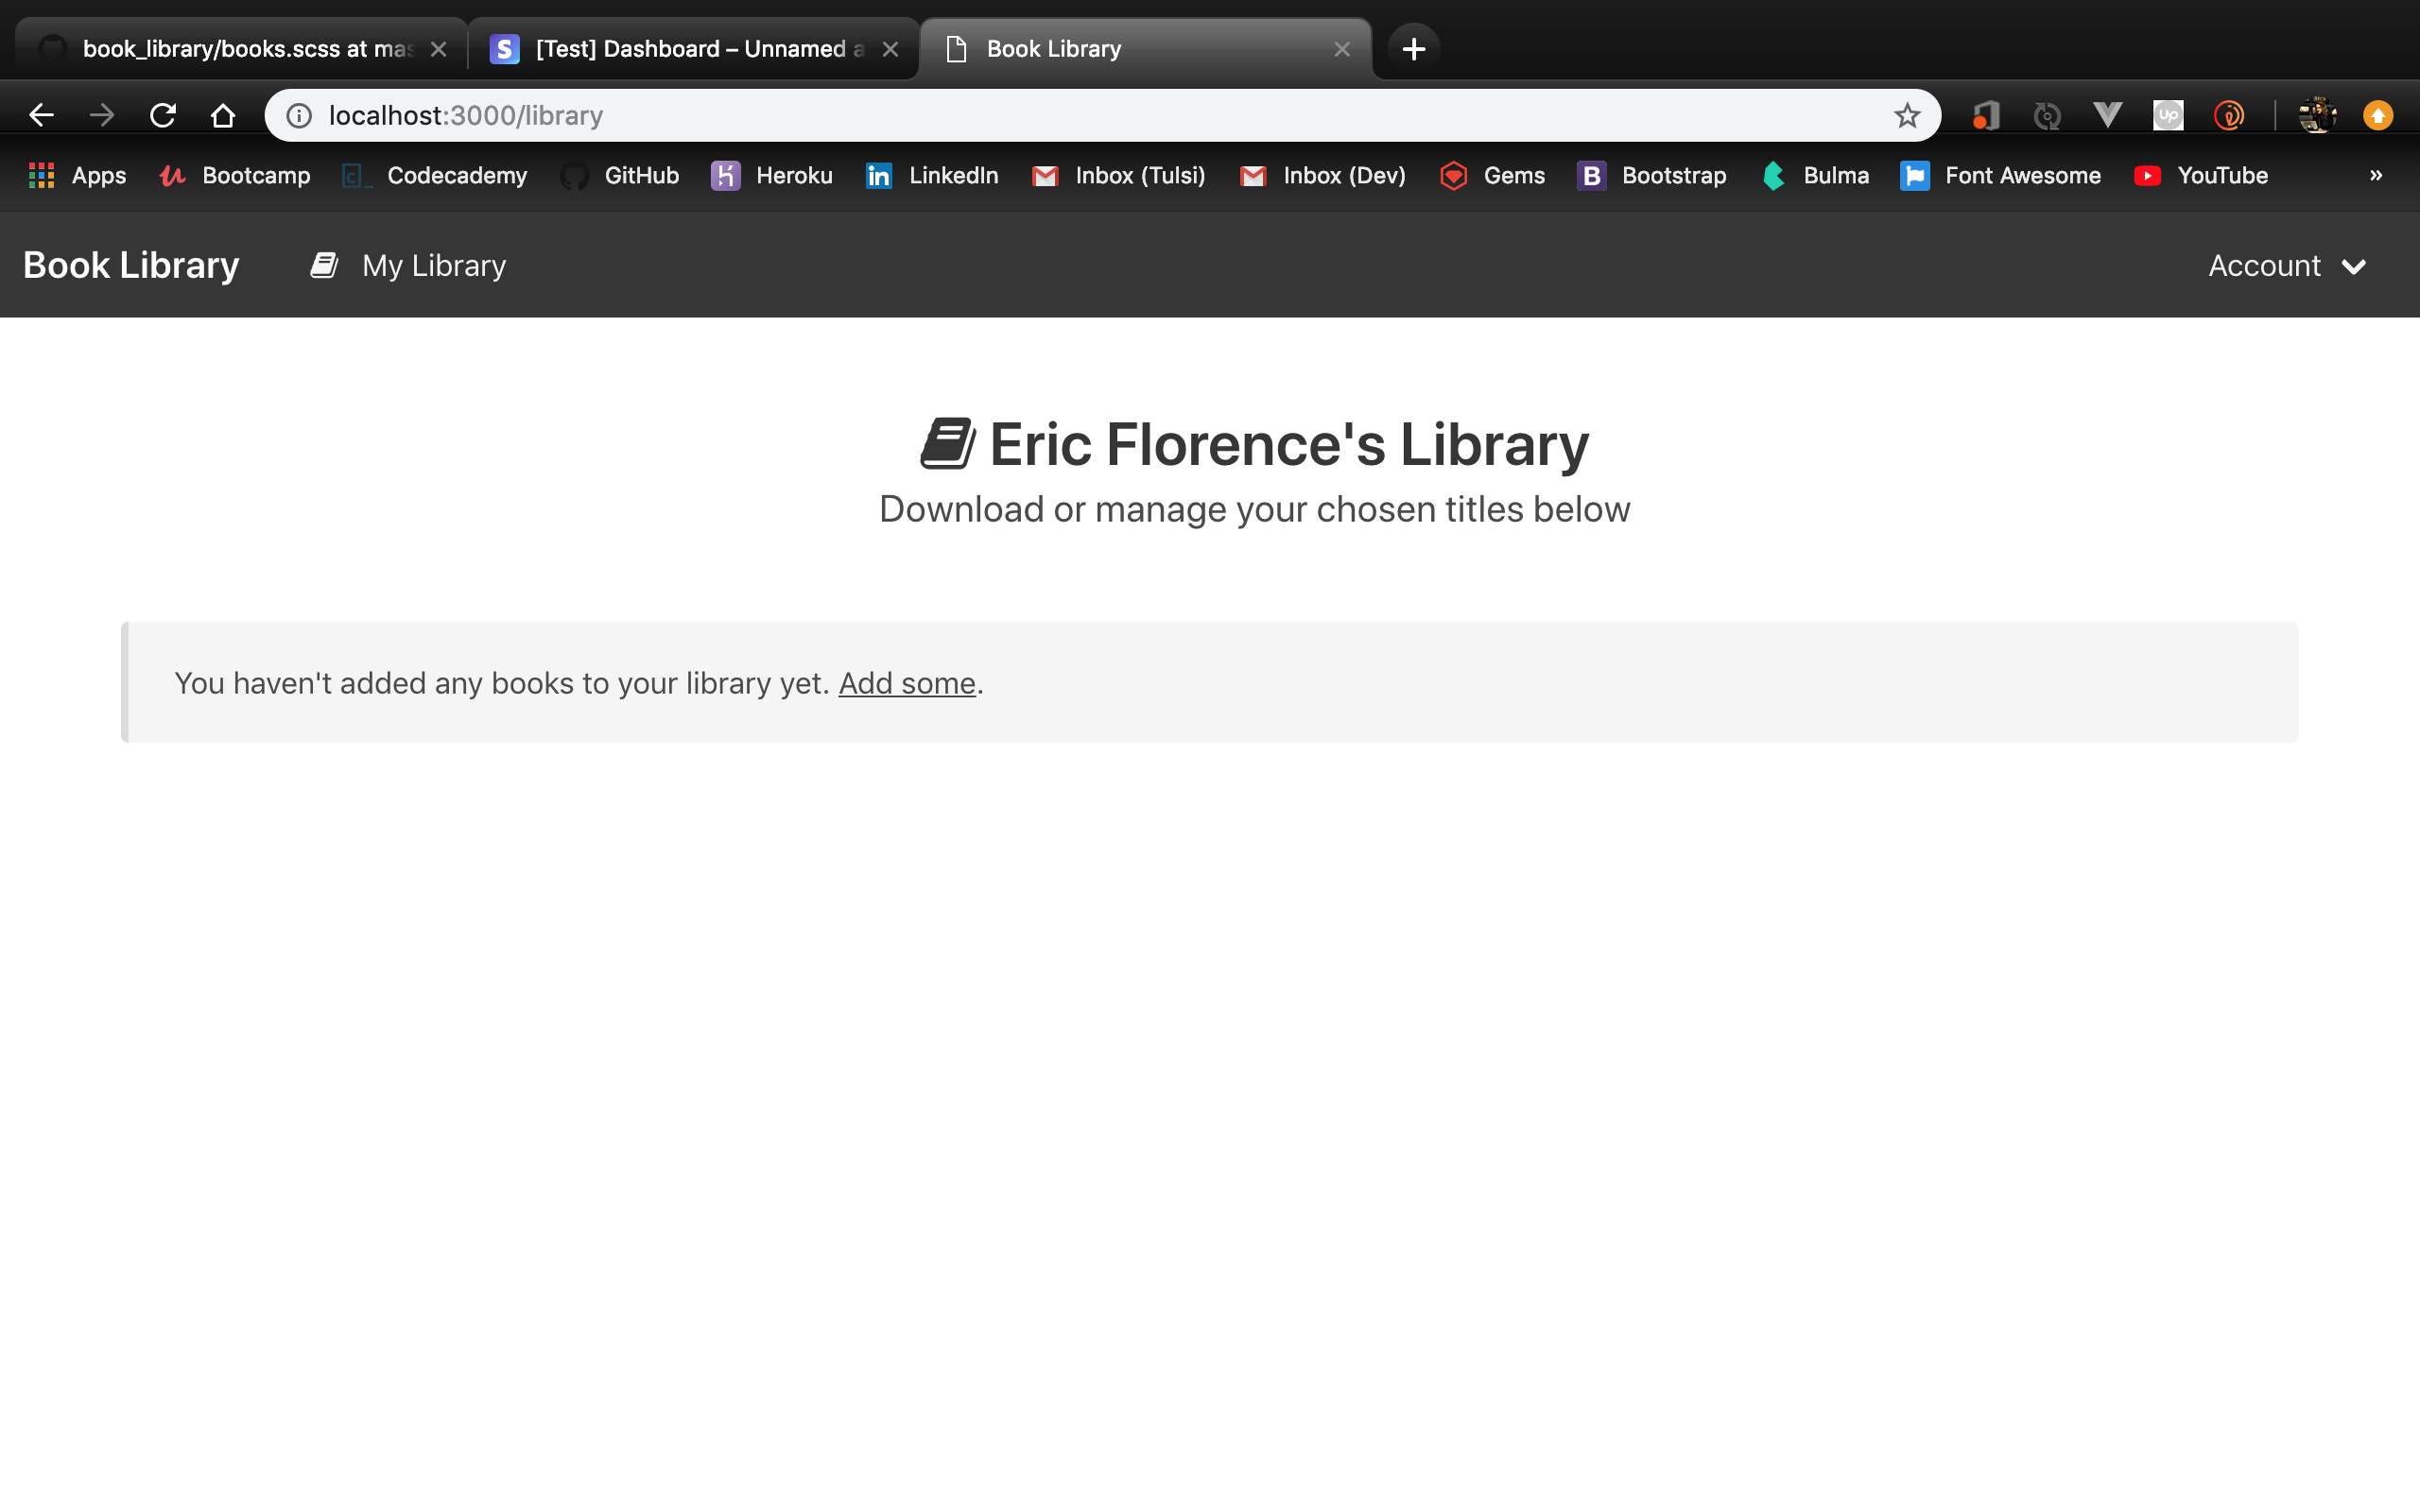 book_library/books.scss at mas
[Test] Dashboard – Unnamed a
Book Library
localhost:3000/library
Apps Bootcamp Codecademy GitHub Heroku LinkedIn Inbox (Tulsi) Inbox (Dev) Gems Bootstrap Bulma Font Awesome YouTube »
Book Library My Library Account
Eric Florence's Library
Download or manage your chosen titles below
You haven't added any books to your library yet. Add some.